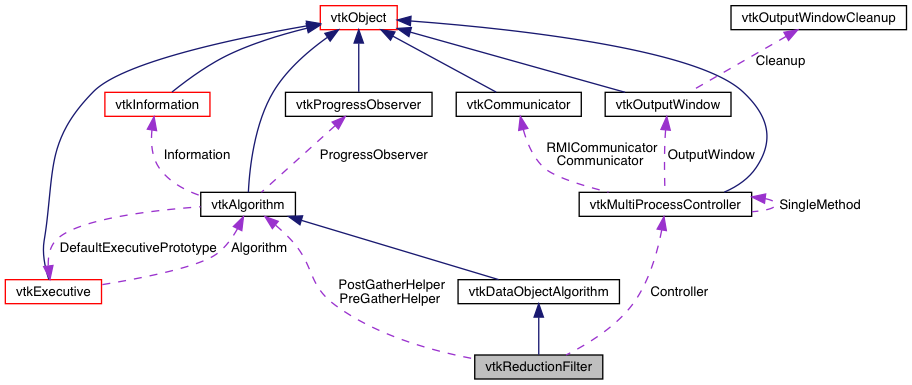 vtkObject
vtkOutputWindowCleanup
Cleanup
vtkInformation
vtkProgressObserver
vtkCommunicator
vtkOutputWindow
Information
ProgressObserver
RMICommunicator
Communicator
OutputWindow
vtkAlgorithm
vtkMultiProcessController
SingleMethod
DefaultExecutivePrototype
Algorithm
vtkExecutive
PostGatherHelper
PreGatherHelper
vtkDataObjectAlgorithm
Controller
vtkReductionFilter